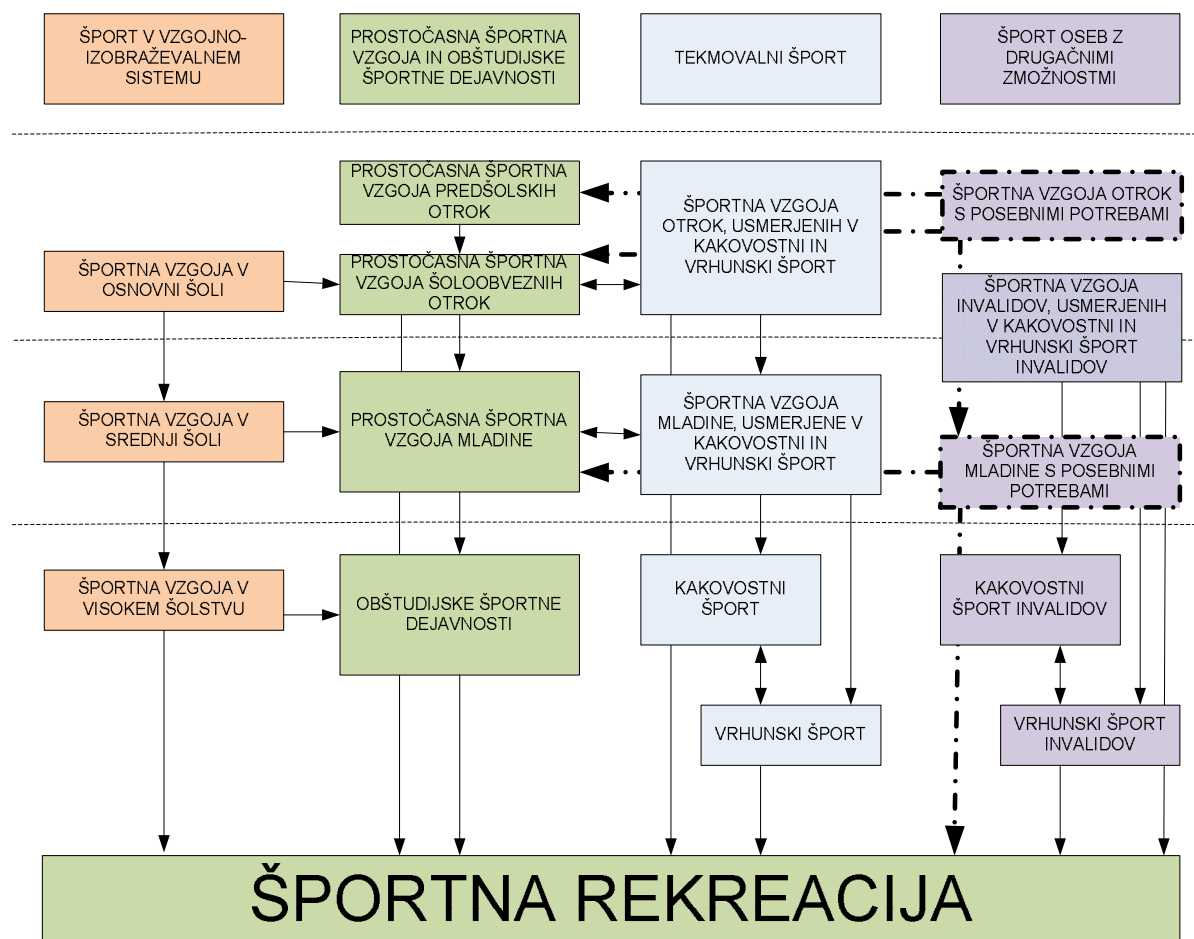 ŠPORT V VZGOJNO-
IZOBRAŽEVALNEM
SISTEMU
PROSTOČASNA ŠPORTNA
VZGOJA IN OBŠTUDIJSKE
ŠPORTNE DEJAVNOSTI
TEKMOVALNI ŠPORT
ŠPORT OSEB Z
DRUGAČNIMI
ZMOŽNOSTMI
PROSTOČASNA ŠPORTNA
VZGOJA PREDŠOLSKIH
OTROK
ŠPORTNA VZGOJA
OTROK, USMERJENIH V
KAKOVOSTNI IN
VRHUNSKI ŠPORT
ŠPORTNA VZGOJA OTROK
S POSEBNIMI POTREBAMI
ŠPORTNA VZGOJA V
OSNOVNI ŠOLI
PROSTOČASNA ŠPORTNA
VZGOJA ŠOLOOBVEZNIH
OTROK
ŠPORTNA VZGOJA
INVALIDOV, USMERJENIH
V KAKOVOSTNI IN
VRHUNSKI ŠPORT
INVALIDOV
ŠPORTNA VZGOJA V
SREDNJI ŠOLI
PROSTOČASNA ŠPORTNA
VZGOJA MLADINE
ŠPORTNA VZGOJA
MLADINE, USMERJENE V
KAKOVOSTNI IN
VRHUNSKI ŠPORT
ŠPORTNA VZGOJA
MLADINE S POSEBNIMI
POTREBAMI
ŠPORTNA VZGOJA V
VISOKEM ŠOLSTVU
OBŠTUDIJSKE ŠPORTNE
DEJAVNOSTI
KAKOVOSTNI
ŠPORT
KAKOVOSTNI
ŠPORT INVALIDOV
VRHUNSKI ŠPORT
VRHUNSKI ŠPORT
INVALIDOV
ŠPORTNA REKREACIJA